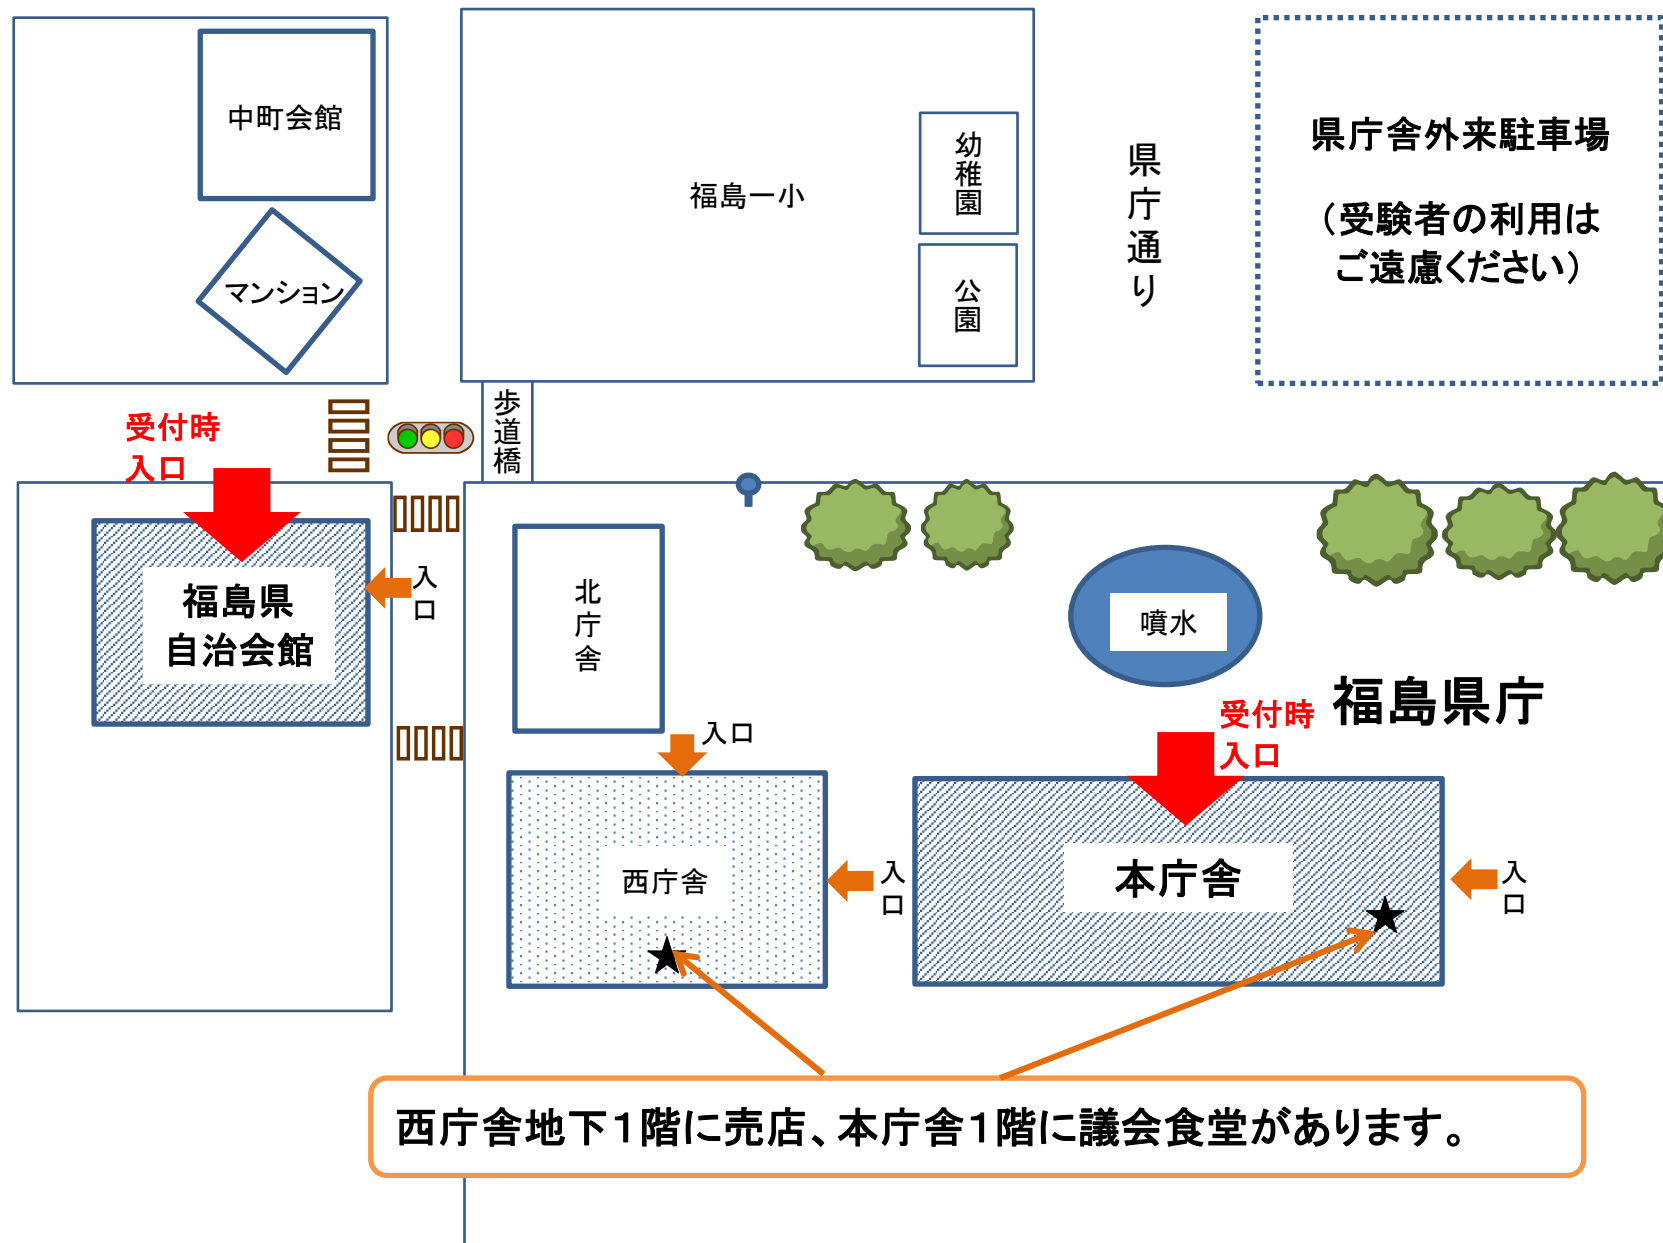 中町会館
マンション
福島一小
幼稚園
公園
県庁通り
県庁舎外来駐車場
（受験者の利用は
ご遠慮ください）
受付時
入口
歩道橋
福島県
自治会館
入口
北庁舎
噴水
福島県庁
受付時
入口
入口
西庁舎
入口
本庁舎
入口
西庁舎地下１階に売店、本庁舎１階に議会食堂があります。